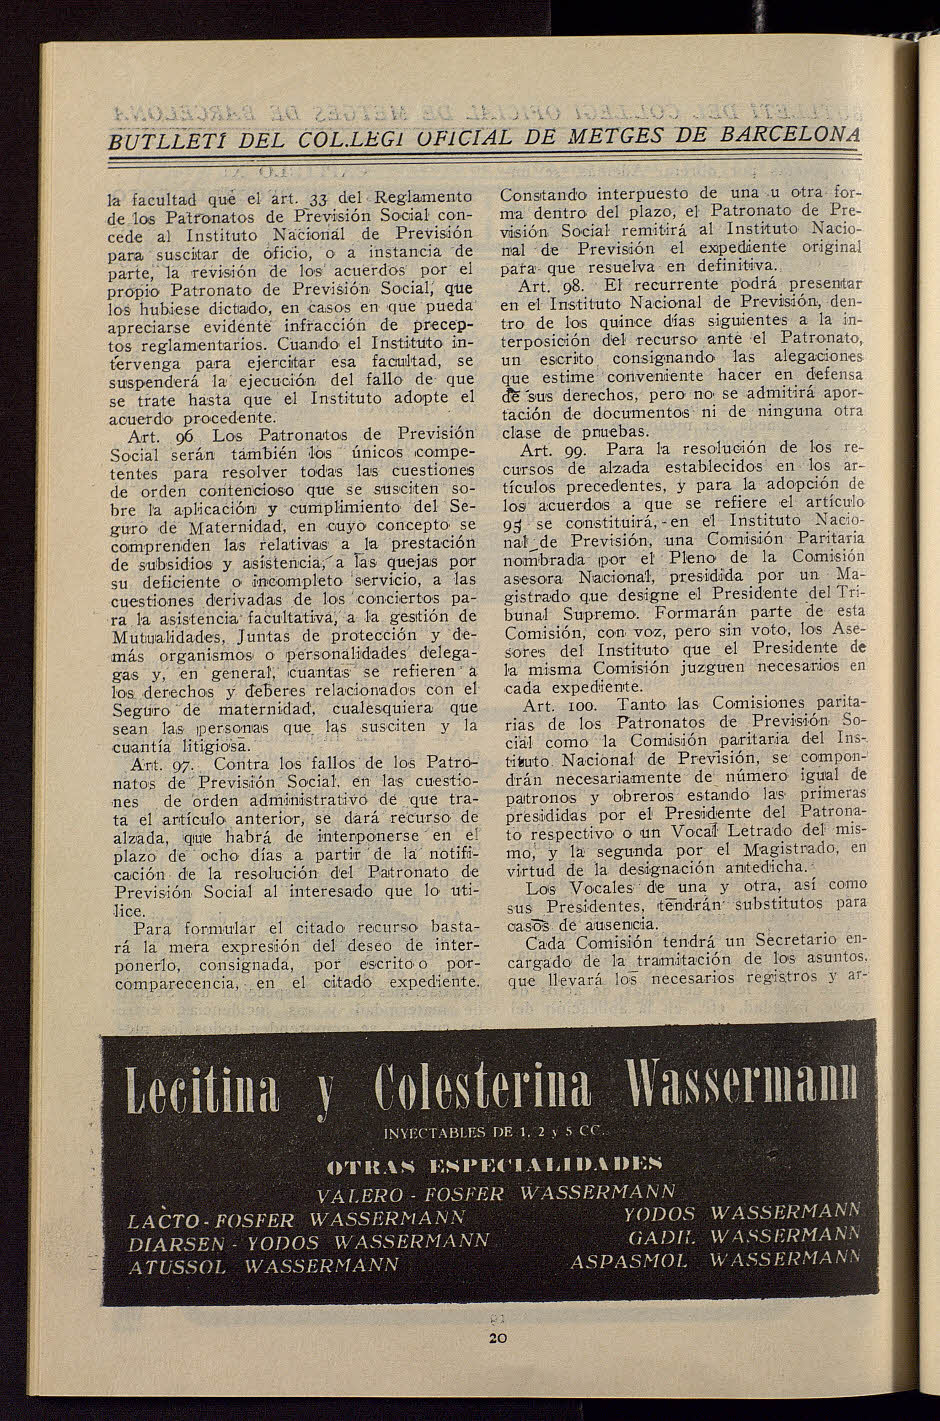 BUTLLETÍ DEL COL.LEGI OFICIAL DE METGES DE BARCELONA
la facultad que el art. 33 del Reglamento
de los Patronatos de Previsión Social con-
cede al Instituto Nacional de Previsión
para suscitar de oficio, o a instancia de
parte, la revisión de los acuerdos por el
propio Patronato de Previsión Social, que
los hubiese dictado, en casos en que pueda
apreciarse evidente infracción de precep-
tos reglamentarios. Cuando el Instituto in-
tervenga para ejercitar esa facultad, se
suspenderá la ejecución del fallo de que
se trate hasta que el Instituto adopte el
acuerdo procedente.
Art. 96 Los Patronatos de Previsión
Social serán también los únicos compe-
tentes para resolver todas las cuestiones
de orden contencioso que se susciten so-
bre la aplicación y cumplimiento del Se-
guro de Maternidad, en cuyo concepto se
comprenden las relativas a la prestación
de subsidios y asistencia, a las quejas por
su deficiente o incompleto servicio, a las
cuestiones derivadas de los conciertos pa-
ra la asistencia facultativa, a la gestión de
Mutualidades, Juntas de protección y de-
más organismos o personalidades delega-
gas y, en general, cuantas se refieren a
los derechos y deberes relacionados con el
Seguro de maternidad, cualesquiera que
sean las personas que las susciten y la
cuantía litigiosa.
Art. 97. Contra los fallos de los Patro-
natos de Previsión Social, en las cuestio-
nes de orden administrativo de que tra-
ta el artículo anterior, se dará recurso de
alzada, que habrá de interponerse en el
plazo de ocho días a partir de la notifi-
cación de la resolución del Patronato de
Previsión Social al interesado que lo uti-
lice.
Para formular el citado recurso basta-
rá la mera expresión del deseo de inter-
ponerlo, consignada, por escrito o por-
comparecencia, en el citado expediente.
Constando interpuesto de una u otra for-
ma dentro del plazo, el Patronato de Pre-
visión Social remitirá al Instituto Nacio-
nal de Previsión el expediente original
para que resuelva en definitiva.
Art. 98. El recurrente podrá presentar
en el Instituto Nacional de Previsión, den-
tro de los quince días siguientes a la in-
terposición del recurso ante el Patronato,
un escrito consignando las alegaciones
que estime conveniente hacer en defensa
de sus derechos, pero no se admitirá apor-
tación de documentos ni de ninguna otra
clase de pruebas.
Art. 99. Para la resolución de los re-
cursos de alzada establecidos en los ar-
tículos precedentes, y para la adopción de
los acuerdos a que se refiere el artículo
95 se constituirá, en el Instituto Nacio-
nal de Previsión, una Comisión Paritaria
nombrada por el Pleno de la Comisión
asesora Nacional, presidida por un Ma-
gistrado que designe el Presidente del Tri-
bunal Supremo. Formarán parte de esta
Comisión, con voz, pero sin voto, los Ase-
sores del Instituto que el Presidente de
la misma Comisión juzguen necesarios en
cada expediente.
Art. 100. Tanto las Comisiones parita-
rias de los Patronatos de Previsión So-
cial como la Comisión paritaria del Ins-
tituto Nacional de Previsión, se compon-
drán necesariamente de número igual de
patronos y obreros estando las primeras
presididas por el Presidente del Patrona-
to respectivo o un Vocal Letrado del mis-
mo, y la segunda por el Magistrado, en
virtud de la designación antedicha.
Los Vocales de una y otra, así como
sus Presidentes, tendrán substitutos para
casos de ausencia.
Cada Comisión tendrá un Secretario en-
cargado de la tramitación de los asuntos,
que llevará los necesarios registros y ar-
Lecitina y Colesterina Wassermann
INYECTABLES DE 1, 2 y 5 CC.
OTRAS ESPECIALIDADES
VALERO - FOSFER WASSERMANN
LACTO - FOSFER WASSERMANN
DIARSEN - YODOS WASSERMANN
ATUSSOL WASSERMANN
YODOS WASSERMANN
GADIL WASSERMANN
ASPASMOL WASSERMANN
20